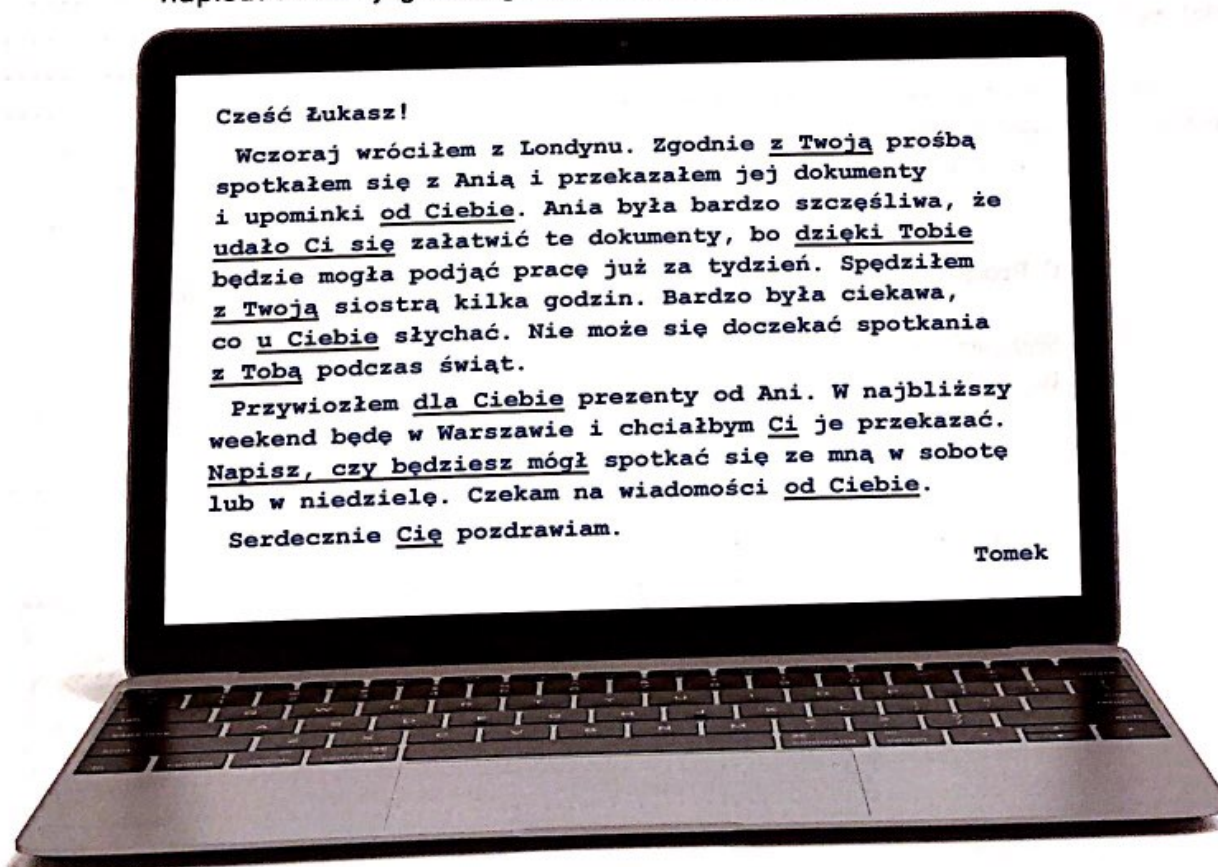 Cześć Łukasz!
Wczoraj wróciłem z Londynu. Zgodnie z Twoją prośbą
spotkałem się z Anią i przekazałem jej dokumenty
i upominki od Ciebie. Ania była bardzo szczęśliwa, że
udało Ci się załatwić te dokumenty, bo dzięki Tobie
będzie mogła podjąć pracę już za tydzień. Spędziłem
z Twoją siostrą kilka godzin. Bardzo była ciekawa,
co u Ciebie słychać. Nie może się doczekać spotkania
z Tobą podczas świąt.
Przywiozłem dla Ciebie prezenty od Ani. W najbliższy
weekend będę w Warszawie i chciałbym Ci je przekazać.
Napisz, czy będziesz mógł spotkać się ze mną w sobotę
lub w niedzielę. Czekam na wiadomości od Ciebie.
Serdecznie Cię pozdrawiam.
Tomek